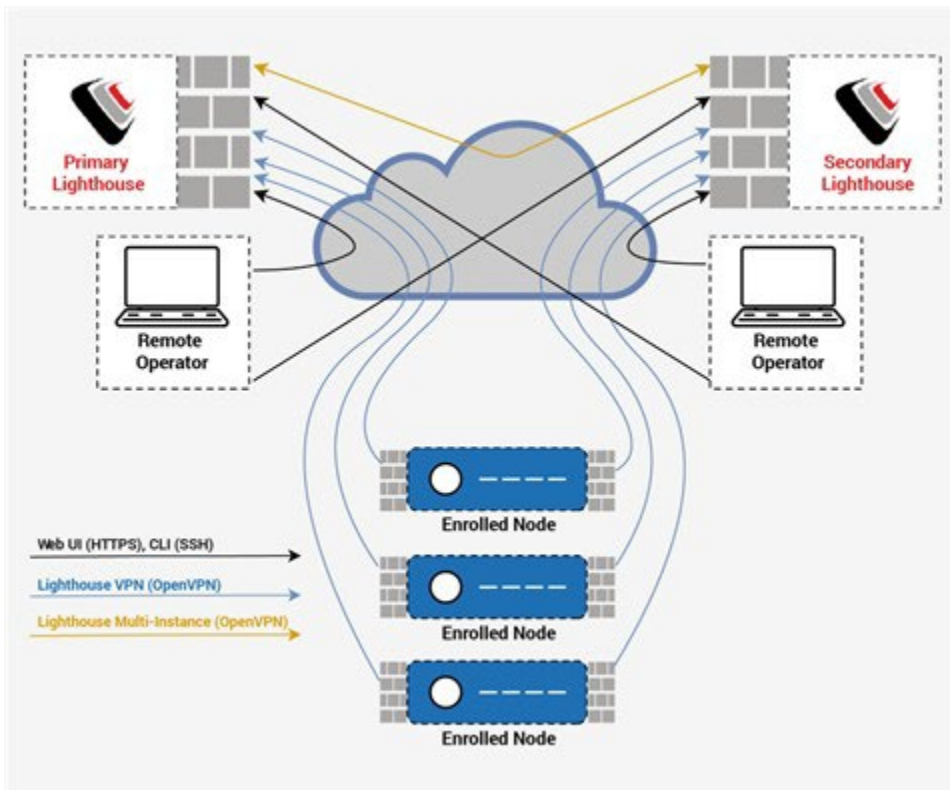 Primary
Lighthouse
Secondary
Lighthouse
Remote
Operator
Remote
Operator
Enrolled Node
Web UI (HTTPS), CLI (SSH)
Lighthouse VPN (OpenVPN)
Enrolled Node
Lighthouse Multi-Instance (OpenVPN)
Enrolled Node